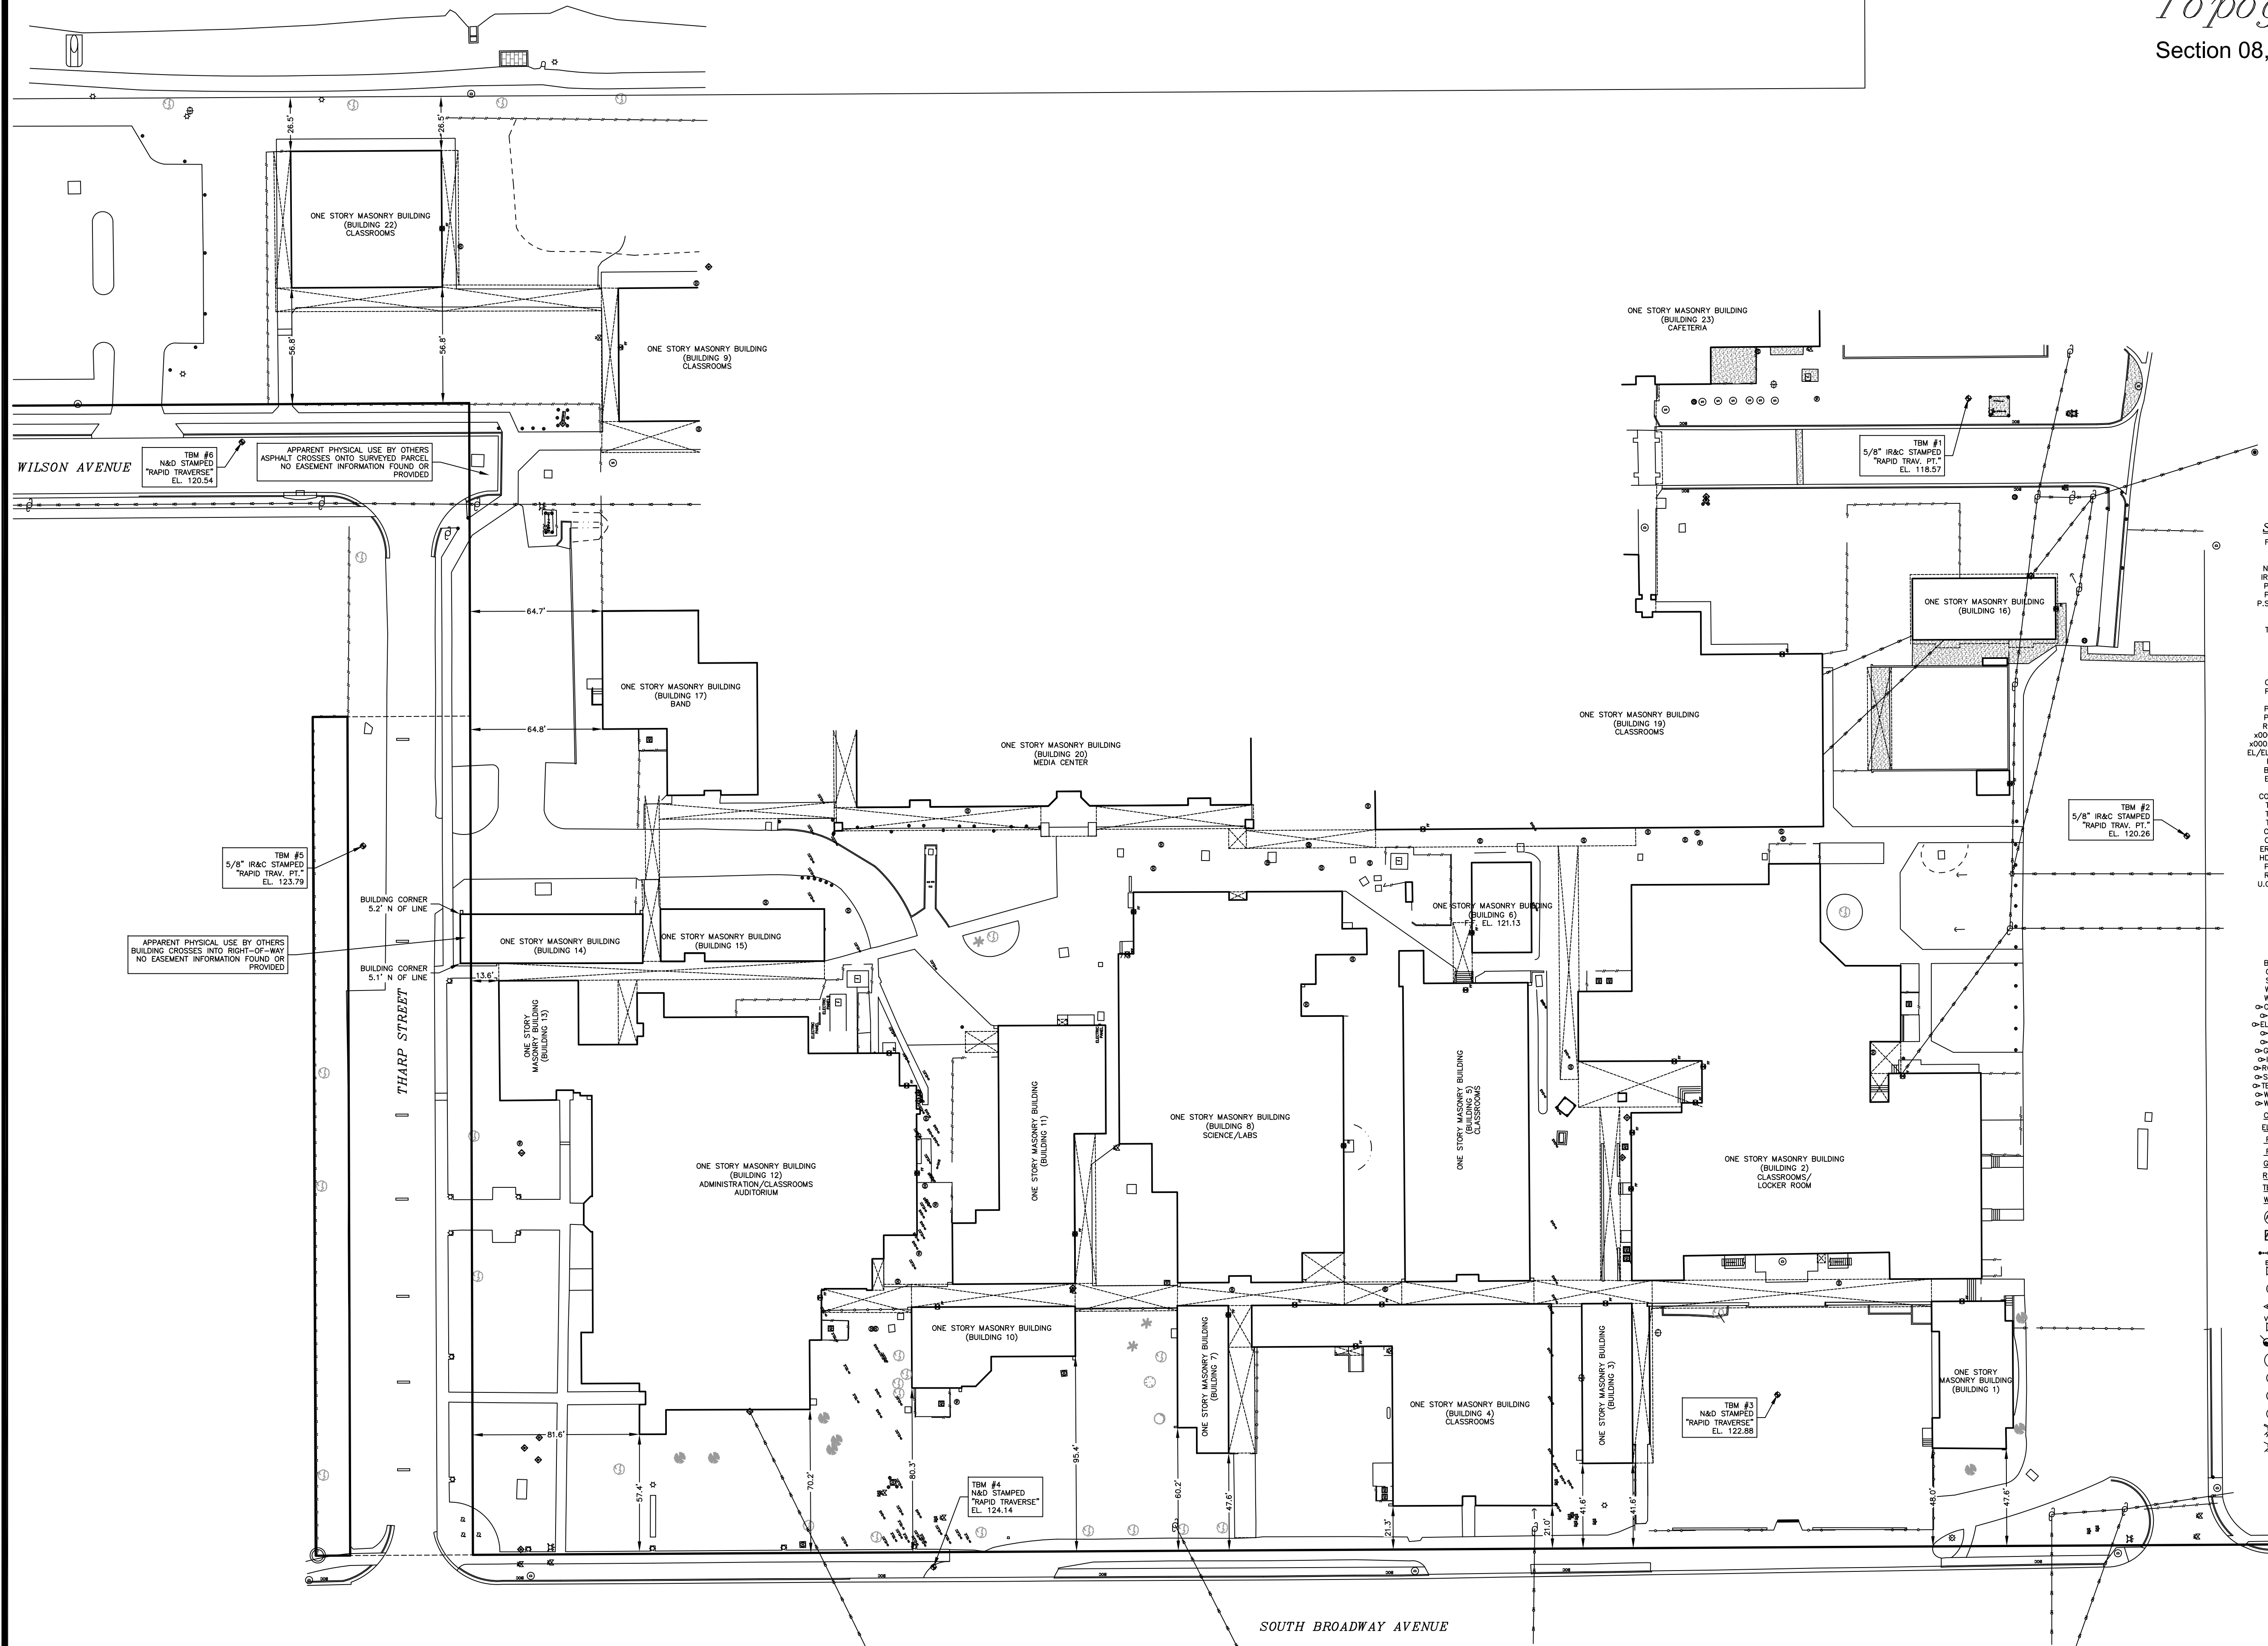 Section 08,
26.5'
26.5'
ONE STORY MASONRY BUILDING
(BUILDING 22)
CLASSROOMS
56.8'
56.8'
ONE STORY MASONRY BUILDING
(BUILDING 9)
CLASSROOMS
ONE STORY MASONRY BUILDING
(BUILDING 23)
CAFETERIA
WILSON AVENUE
TBM #6
N&D STAMPED
"RAPID TRAVERSE"
EL. 120.54
APPARENT PHYSICAL USE BY OTHERS
ASPHALT CROSSES ONTO SURVEYED PARCEL
NO EASEMENT INFORMATION FOUND OR
PROVIDED
TBM #1
5/8" IR&C STAMPED
"RAPID TRAV. PT."
EL. 118.57
64.7'
ONE STORY MASONRY BUILDING
(BUILDING 16)
ONE STORY MASONRY BUILDING
(BUILDING 17)
BAND
64.8'
ONE STORY MASONRY BUILDING
(BUILDING 20)
MEDIA CENTER
ONE STORY MASONRY BUILDING
(BUILDING 19)
CLASSROOMS
TBM #2
5/8" IR&C STAMPED
"RAPID TRAV. PT."
EL. 120.26
TBM #5
5/8" IR&C STAMPED
"RAPID TRAV. PT."
EL. 123.79
BUILDING CORNER
5.2' N OF LINE
APPARENT PHYSICAL USE BY OTHERS
BUILDING CROSSES INTO RIGHT-OF-WAY
NO EASEMENT INFORMATION FOUND OR
PROVIDED
BUILDING CORNER
5.1' N OF LINE
ONE STORY MASONRY BUILDING
(BUILDING 14)
ONE STORY MASONRY BUILDING
(BUILDING 15)
ONE STORY MASONRY BUILDING
(BUILDING 6)
F.F. EL. 121.13
13.6'
THARP STREET
ONE STORY
MASONRY BUILDING
(BUILDING 13)
ELECTRIC
PANEL
ELECTRIC
PANEL
ELECTRIC
PANEL
ONE STORY MASONRY BUILDING
(BUILDING 12)
ADMINISTRATION/CLASSROOMS
AUDITORIUM
ONE STORY MASONRY BUILDING
(BUILDING 11)
ONE STORY MASONRY BUILDING
(BUILDING 8)
SCIENCE/LABS
ONE STORY MASONRY BUILDING
(BUILDING 5)
CLASSROOMS
ONE STORY MASONRY BUILDING
(BUILDING 2)
CLASSROOMS/
LOCKER ROOM
ONE STORY MASONRY BUILDING
(BUILDING 10)
ONE STORY MASONRY BUILDING
(BUILDING 7)
ONE STORY MASONRY BUILDING
(BUILDING 4)
CLASSROOMS
ONE STORY MASONRY BUILDING
(BUILDING 3)
ONE STORY
MASONRY BUILDING
(BUILDING 1)
TBM #3
N&D STAMPED
"RAPID TRAVERSE"
EL. 122.88
TBM #4
N&D STAMPED
"RAPID TRAVERSE"
EL. 124.14
81.6'
57.4'
70.2'
80.3'
95.4'
60.2'
47.6'
21.3'
21.0'
41.6'
41.6'
48.0'
47.6'
SOUTH BROADWAY AVENUE